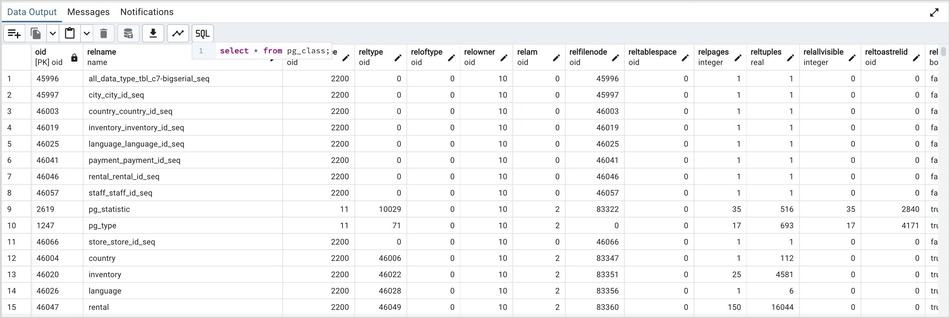 Data Output Messages Notifications
SQL
1 select * from pg_class;
oid [PK] oid relname name e oid reltype oid reloftype oid relowner oid relam oid relfilenode oid reltablespace oid relpages integer reltuples real relallvisible integer reltoastrelid oid rel bo
1 45996 all_data_type_tbl_c7-bigserial_seq 2200 0 0 10 0 45996 0 1 1 0 0 fa
2 45997 city_city_id_seq 2200 0 0 10 0 45997 0 1 1 0 0 fa
3 46003 country_country_id_seq 2200 0 0 10 0 46003 0 1 1 0 0 fa
4 46019 inventory_inventory_id_seq 2200 0 0 10 0 46019 0 1 1 0 0 fa
5 46025 language_language_id_seq 2200 0 0 10 0 46025 0 1 1 0 0 fa
6 46041 payment_payment_id_seq 2200 0 0 10 0 46041 0 1 1 0 0 fa
7 46046 rental_rental_id_seq 2200 0 0 10 0 46046 0 1 1 0 0 fa
8 46057 staff_staff_id_seq 2200 0 0 10 0 46057 0 1 1 0 0 fa
9 2619 pg_statistic 11 10029 0 10 2 83322 0 35 516 35 2840 tru
10 1247 pg_type 11 71 0 10 2 0 0 17 693 17 4171 tru
11 46066 store_store_id_seq 2200 0 0 10 0 46066 0 1 1 0 0 fa
12 46004 country 2200 46006 0 10 2 83347 0 1 112 0 0 tru
13 46020 inventory 2200 46022 0 10 2 83351 0 25 4581 0 0 tru
14 46026 language 2200 46028 0 10 2 83356 0 1 6 0 0 tru
15 46047 rental 2200 46049 0 10 2 83360 0 150 16044 0 0 tru